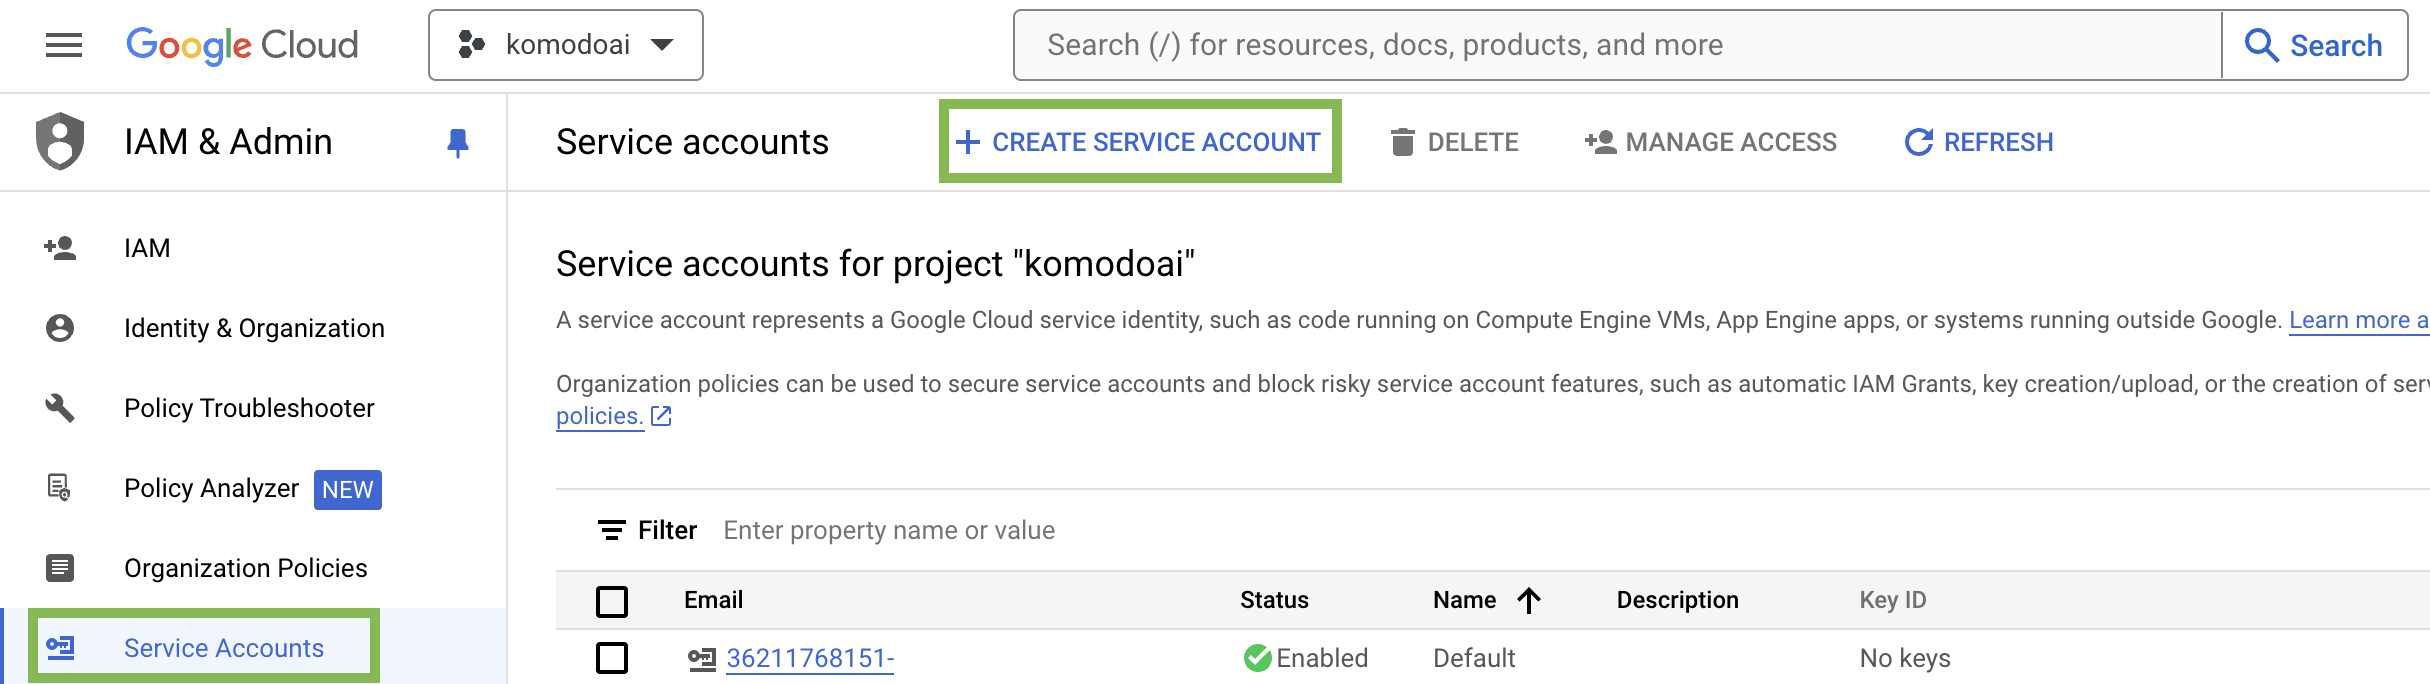 Google Cloud
komodoai
Search (/) for resources, docs, products, and more
Search
IAM & Admin
Service accounts
+ CREATE SERVICE ACCOUNT
DELETE
MANAGE ACCESS
REFRESH
IAM
Identity & Organization
Policy Troubleshooter
Policy Analyzer NEW
Organization Policies
Service Accounts
Service accounts for project "komodoai"
A service account represents a Google Cloud service identity, such as code running on Compute Engine VMs, App Engine apps, or systems running outside Google. Learn more a
Organization policies can be used to secure service accounts and block risky service account features, such as automatic IAM Grants, key creation/upload, or the creation of ser
policies.
Filter Enter property name or value
Email Status Name Description Key ID
36211768151- Enabled Default No keys